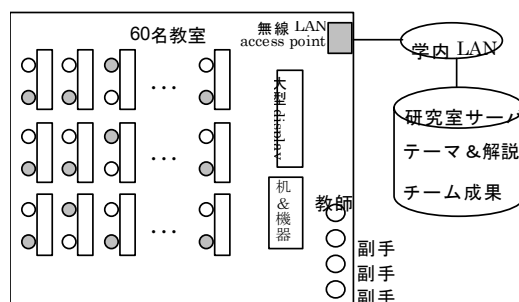 60名教室
無線 LAN
access point
学内 LAN
大型display
研究室サーバ
テーマ&解説
チーム成果
机
&
機
器
教師
副手
副手
副手
…
…
…